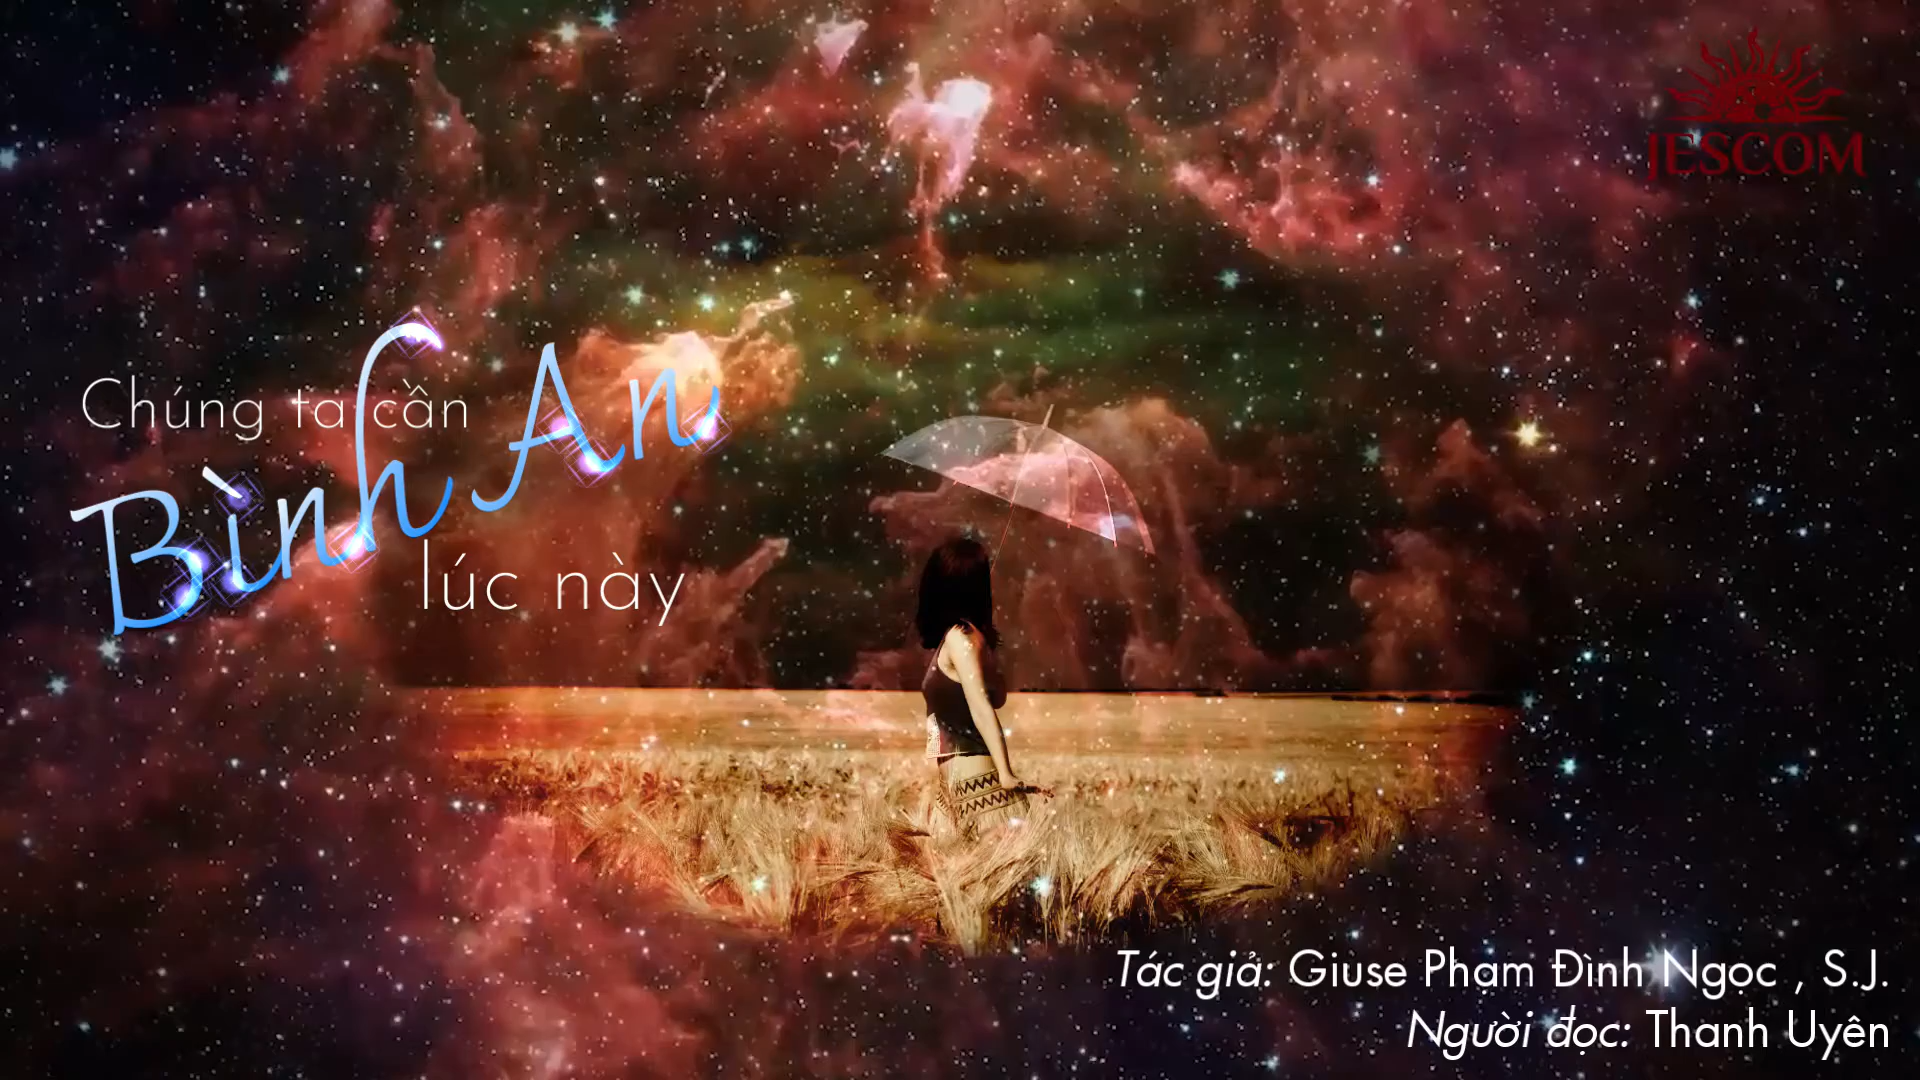 JESCOM
Chúng ta cần
Bình An
lúc này
Tác giả: Giuse Phạm Đình Ngọc , S.J.
Người đọc: Thanh Uyên